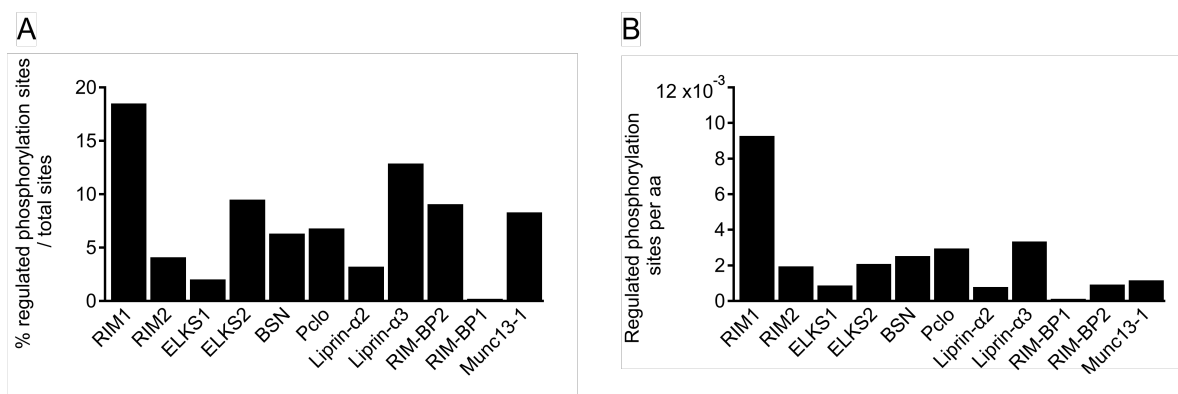 A
% regulated phosphorylation sites
/ total sites
20
15
10
5
0
RIM1
RIM2
ELKS1
ELKS2
BSN
Pclo
Liprin-α2
Liprin-α3
RIM-BP2
RIM-BP1
Munc13-1
B
Regulated phosphorylation
sites per aa
12 x10⁻³
10
8
6
4
2
0
RIM1
RIM2
ELKS1
ELKS2
BSN
Pclo
Liprin-α2
Liprin-α3
RIM-BP1
RIM-BP2
Munc13-1